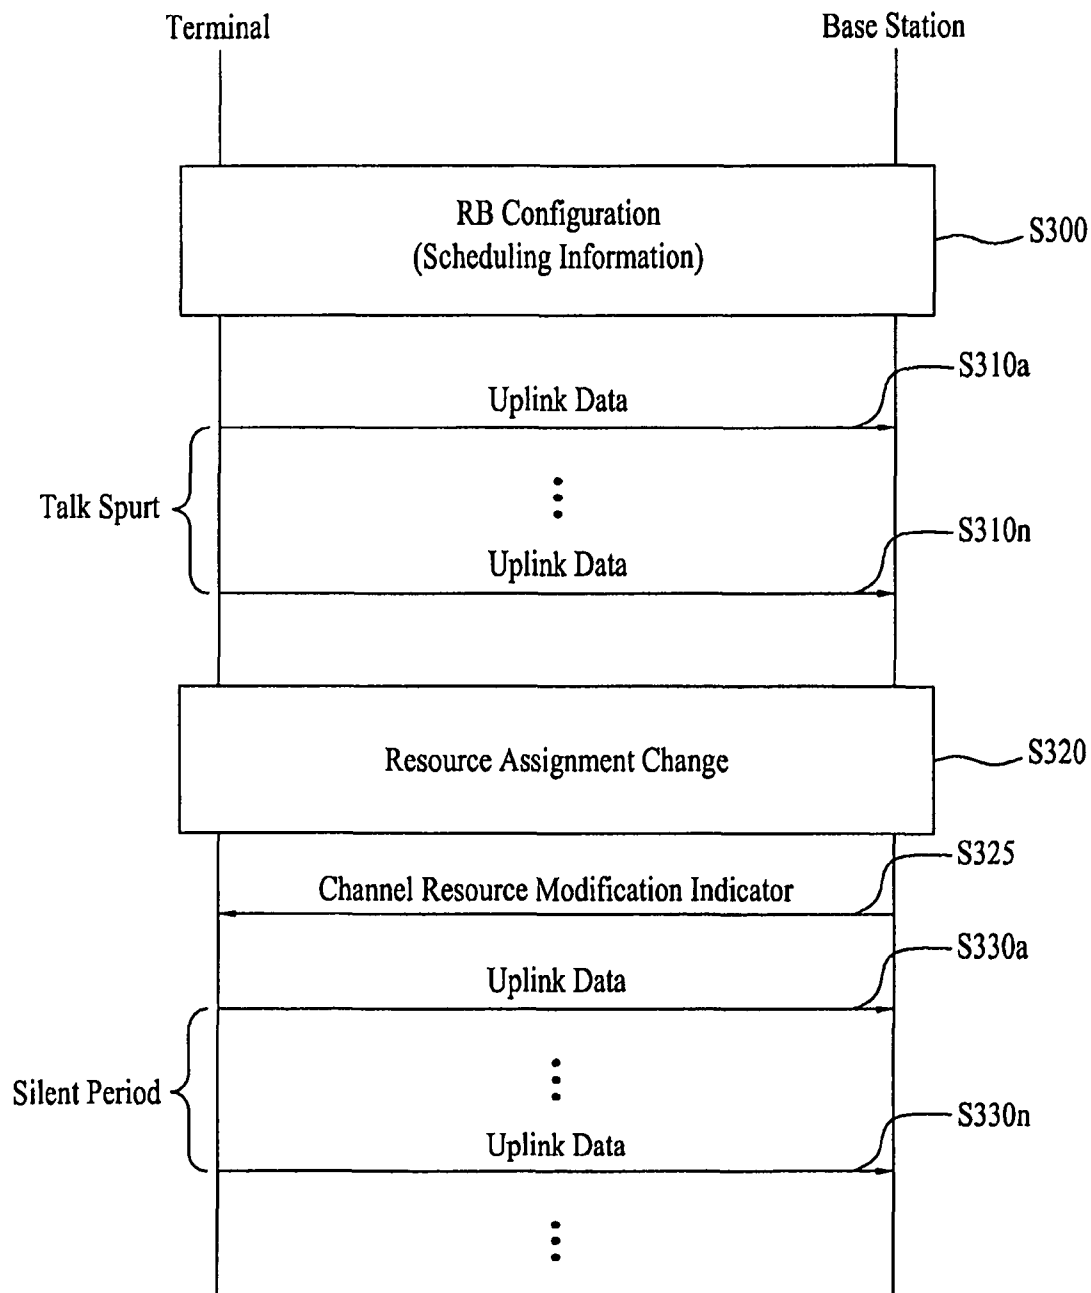 Terminal
Base Station
RB Configuration
(Scheduling Information)
S300
S310a
Uplink Data
Talk Spurt
S310n
Uplink Data
Resource Assignment Change
S320
S325
Channel Resource Modification Indicator
S330a
Uplink Data
Silent Period
S330n
Uplink Data